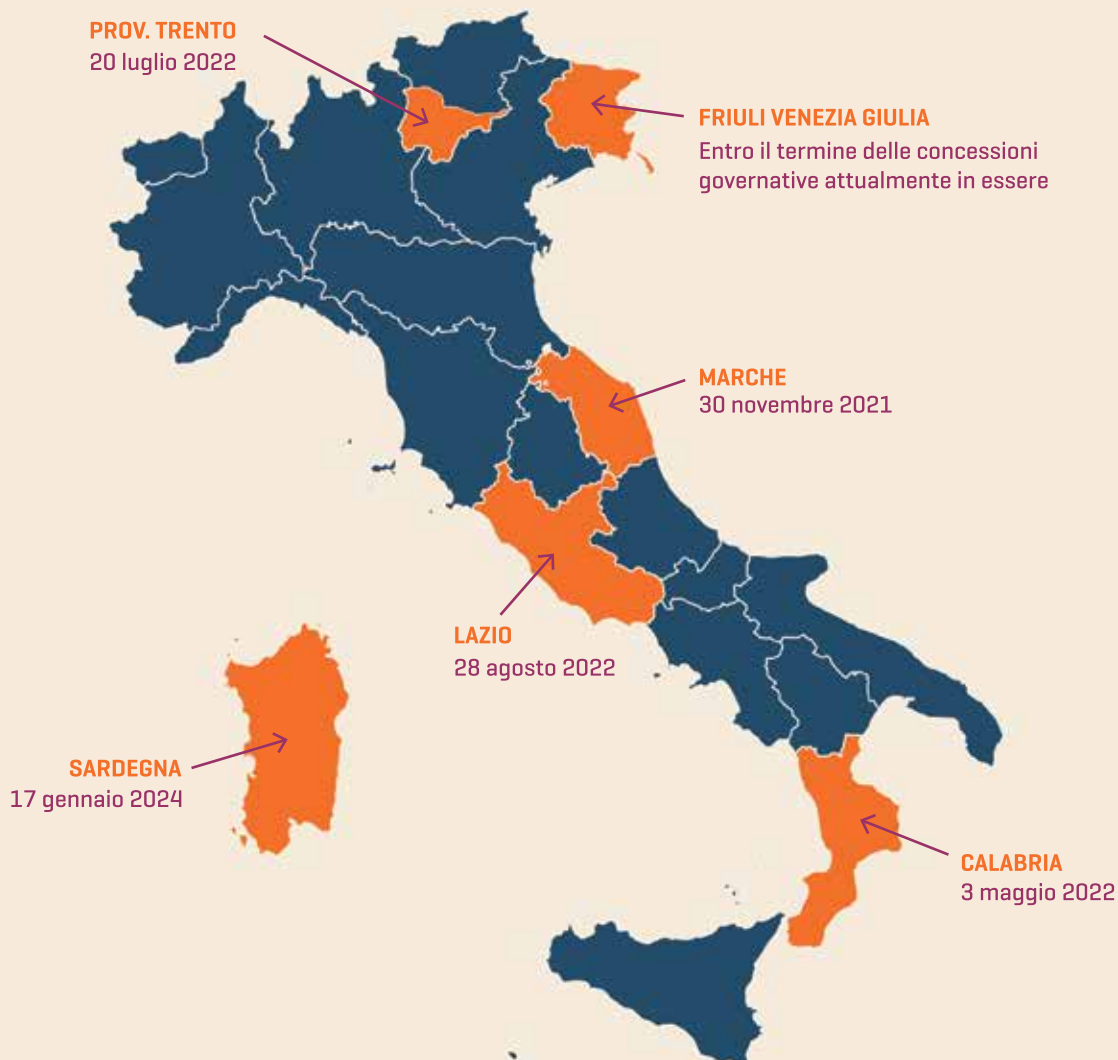 PROV. TRENTO
20 luglio 2022
FRIULI VENEZIA GIULIA
Entro il termine delle concessioni
governative attualmente in essere
MARCHE
30 novembre 2021
LAZIO
28 agosto 2022
SARDEGNA
17 gennaio 2024
CALABRIA
3 maggio 2022